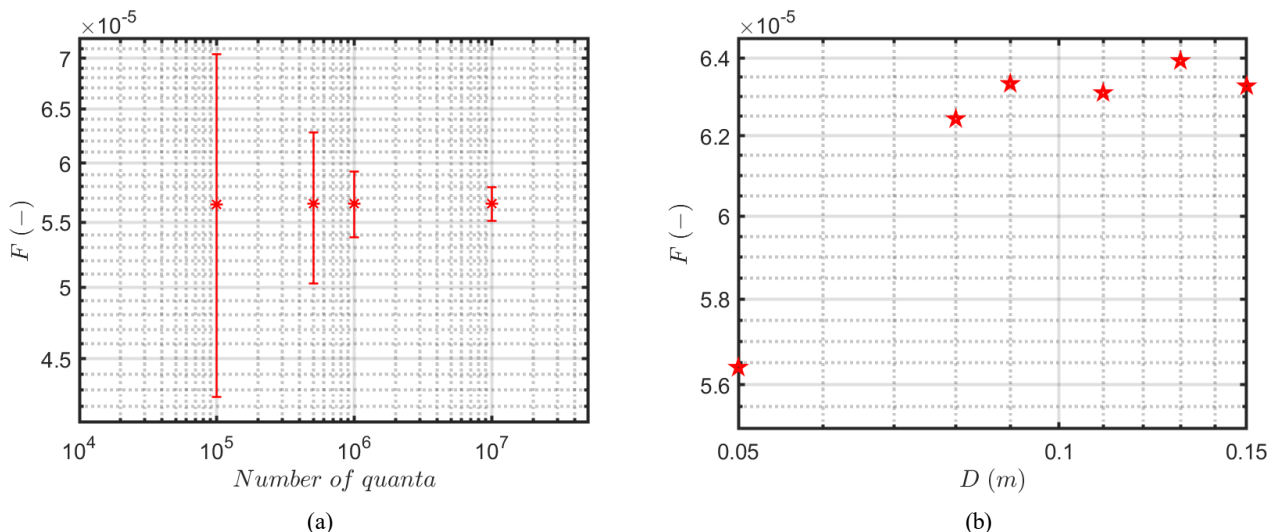 ×10⁻⁵
7
6.5
6
5.5
5
4.5
F (−)
10⁴ 10⁵ 10⁶ 10⁷
Number of quanta
(a)
×10⁻⁵
6.4
6.2
6
5.8
5.6
F (−)
0.05 0.1 0.15
D (m)
(b)